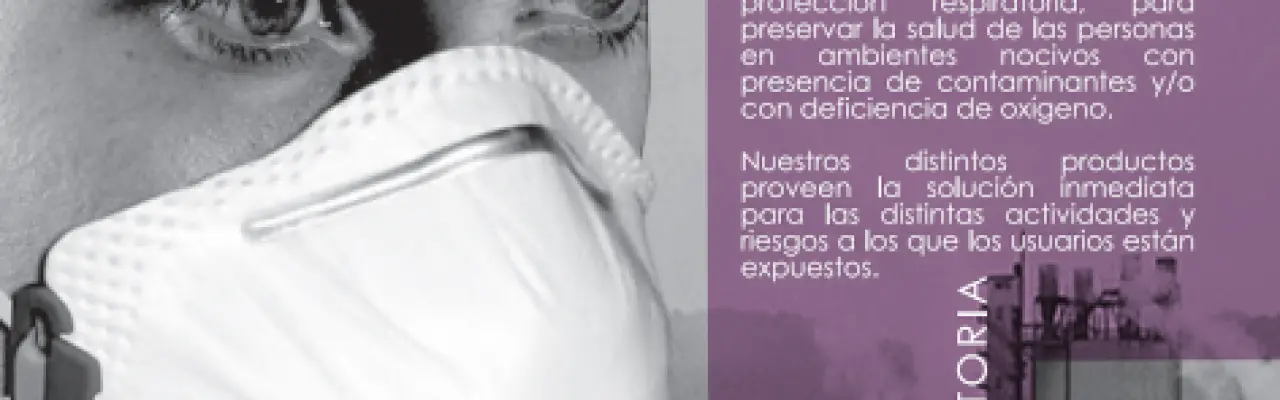 protección respiratoria, para
preservar la salud de las personas
en ambientes nocivos con
presencia de contaminantes y/o
con deficiencia de oxígeno.
Nuestros distintos productos
proveen la solución inmediata
para las distintas actividades y
riesgos a los que los usuarios están
expuestos.
TORIA